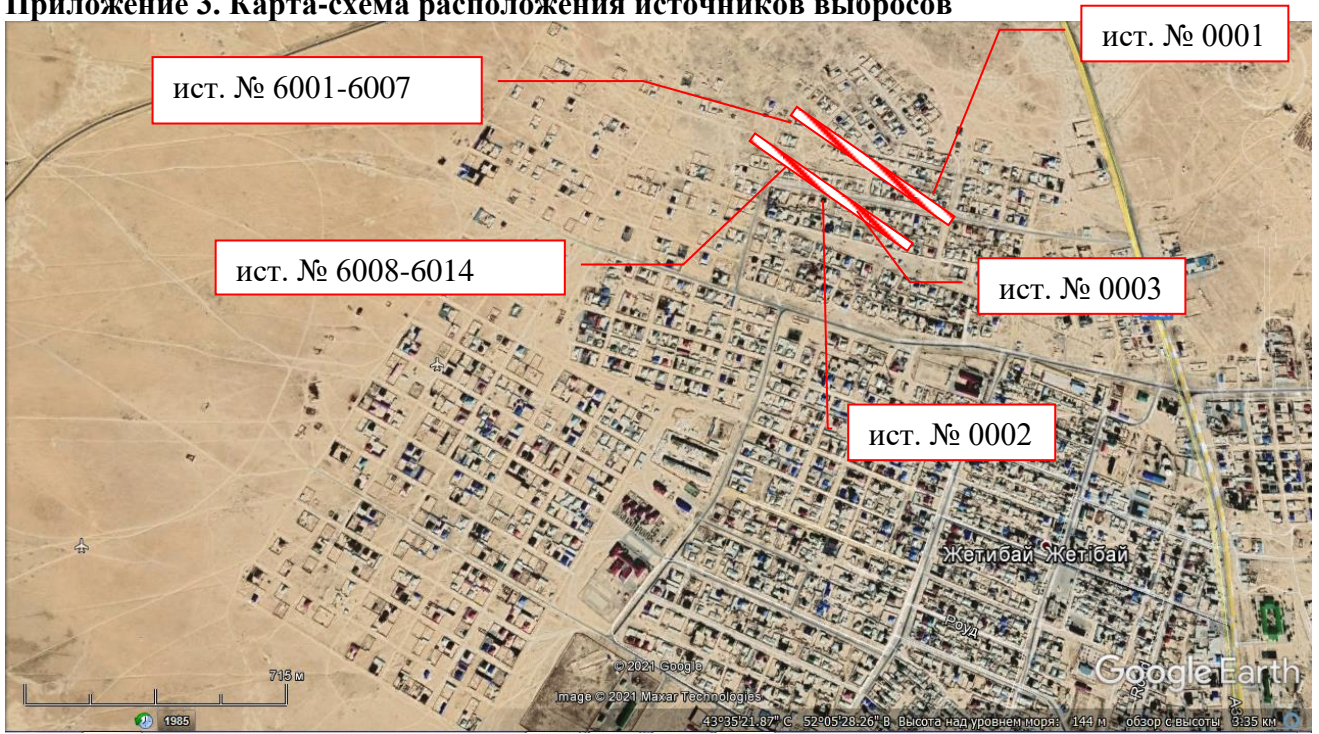 Приложение 3. Карта-схема расположения источников выбросов
ист. № 0001
ист. № 6001-6007
ист. № 6008-6014
ист. № 0003
ист. № 0002
Жетибай Жетібай
Роуд
715 м
© 2021 Google
Image © 2021 Maxar Technologies
Google Earth
1985
43°35'21.87" С 52°05'28.26" В Высота над уровнем моря: 144 м обзор с высоты 3.35 км